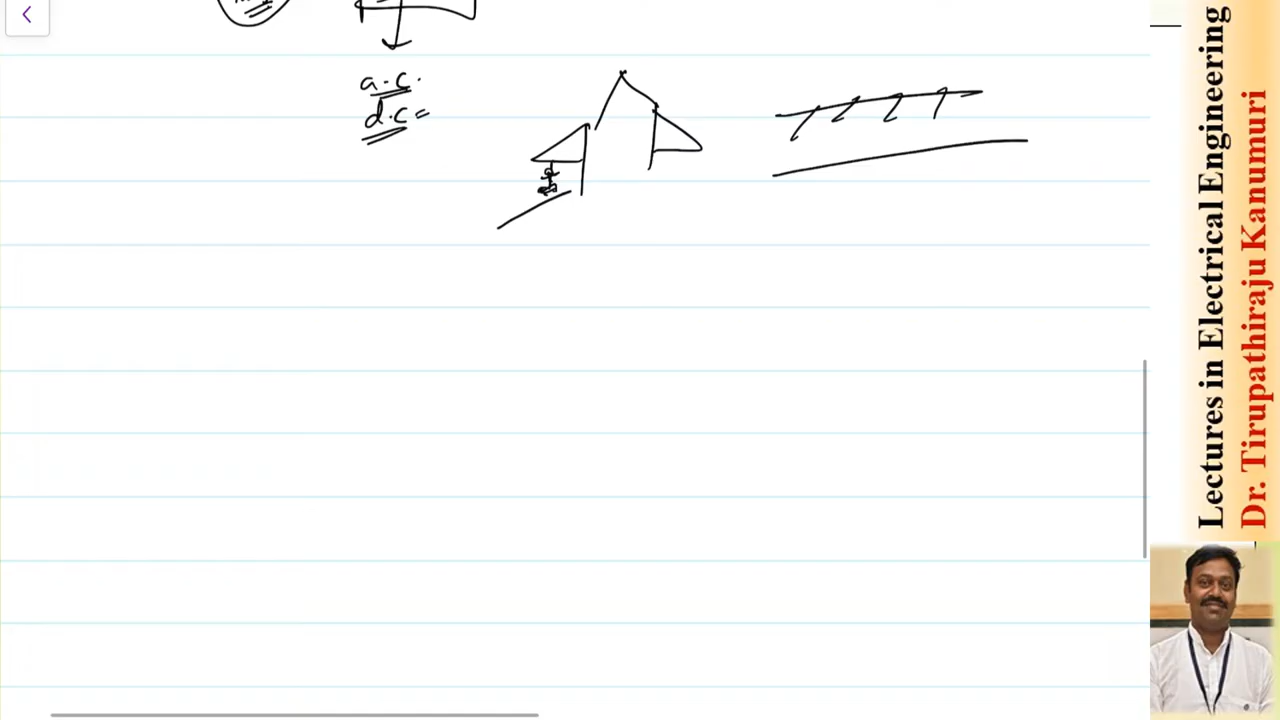 a.c.
d.c =
Lectures in Electrical Engineering
Dr. Tirupathiraju Kanumuri